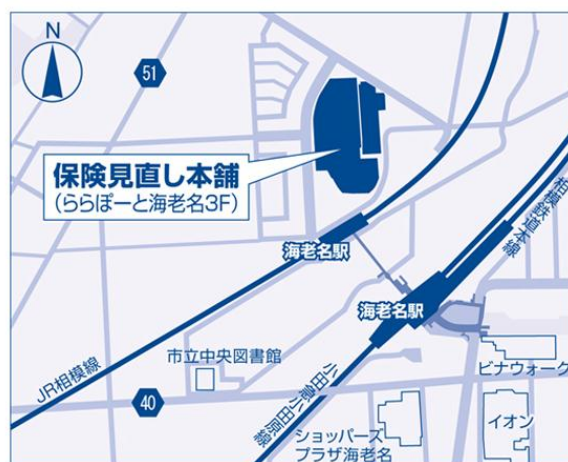 N
51
保険見直し本舗
(ららぽーと海老名3F)
海老名駅
相模鉄道本線
海老名駅
市立中央図書館
ビナウォーク
JR相模線
40
小田急小田原線
イオン
ショッパーズ
プラザ海老名